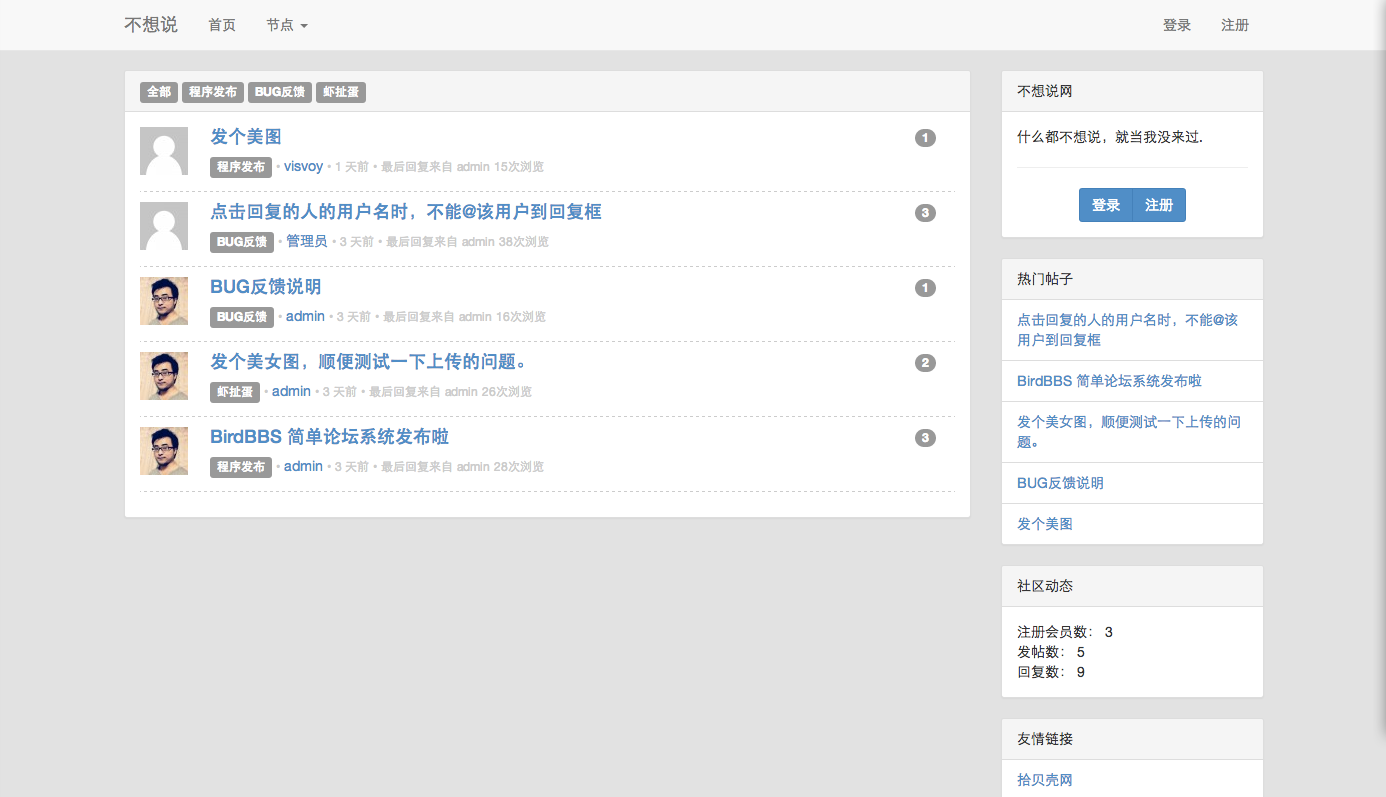 不想说 首页 节点 登录 注册
全部 程序发布 BUG反馈 虾扯蛋
发个美图 1
程序发布 • visvoy • 1 天前 • 最后回复来自 admin 15次浏览
点击回复的人的用户名时，不能@该用户到回复框 3
BUG反馈 • 管理员 • 3 天前 • 最后回复来自 admin 38次浏览
BUG反馈说明 1
BUG反馈 • admin • 3 天前 • 最后回复来自 admin 16次浏览
发个美女图，顺便测试一下上传的问题。 2
虾扯蛋 • admin • 3 天前 • 最后回复来自 admin 26次浏览
BirdBBS 简单论坛系统发布啦 3
程序发布 • admin • 3 天前 • 最后回复来自 admin 28次浏览
不想说网
什么都不想说，就当我没来过.
登录 注册
热门帖子
点击回复的人的用户名时，不能@该
用户到回复框
BirdBBS 简单论坛系统发布啦
发个美女图，顺便测试一下上传的问
题。
BUG反馈说明
发个美图
社区动态
注册会员数： 3
发帖数： 5
回复数： 9
友情链接
拾贝壳网